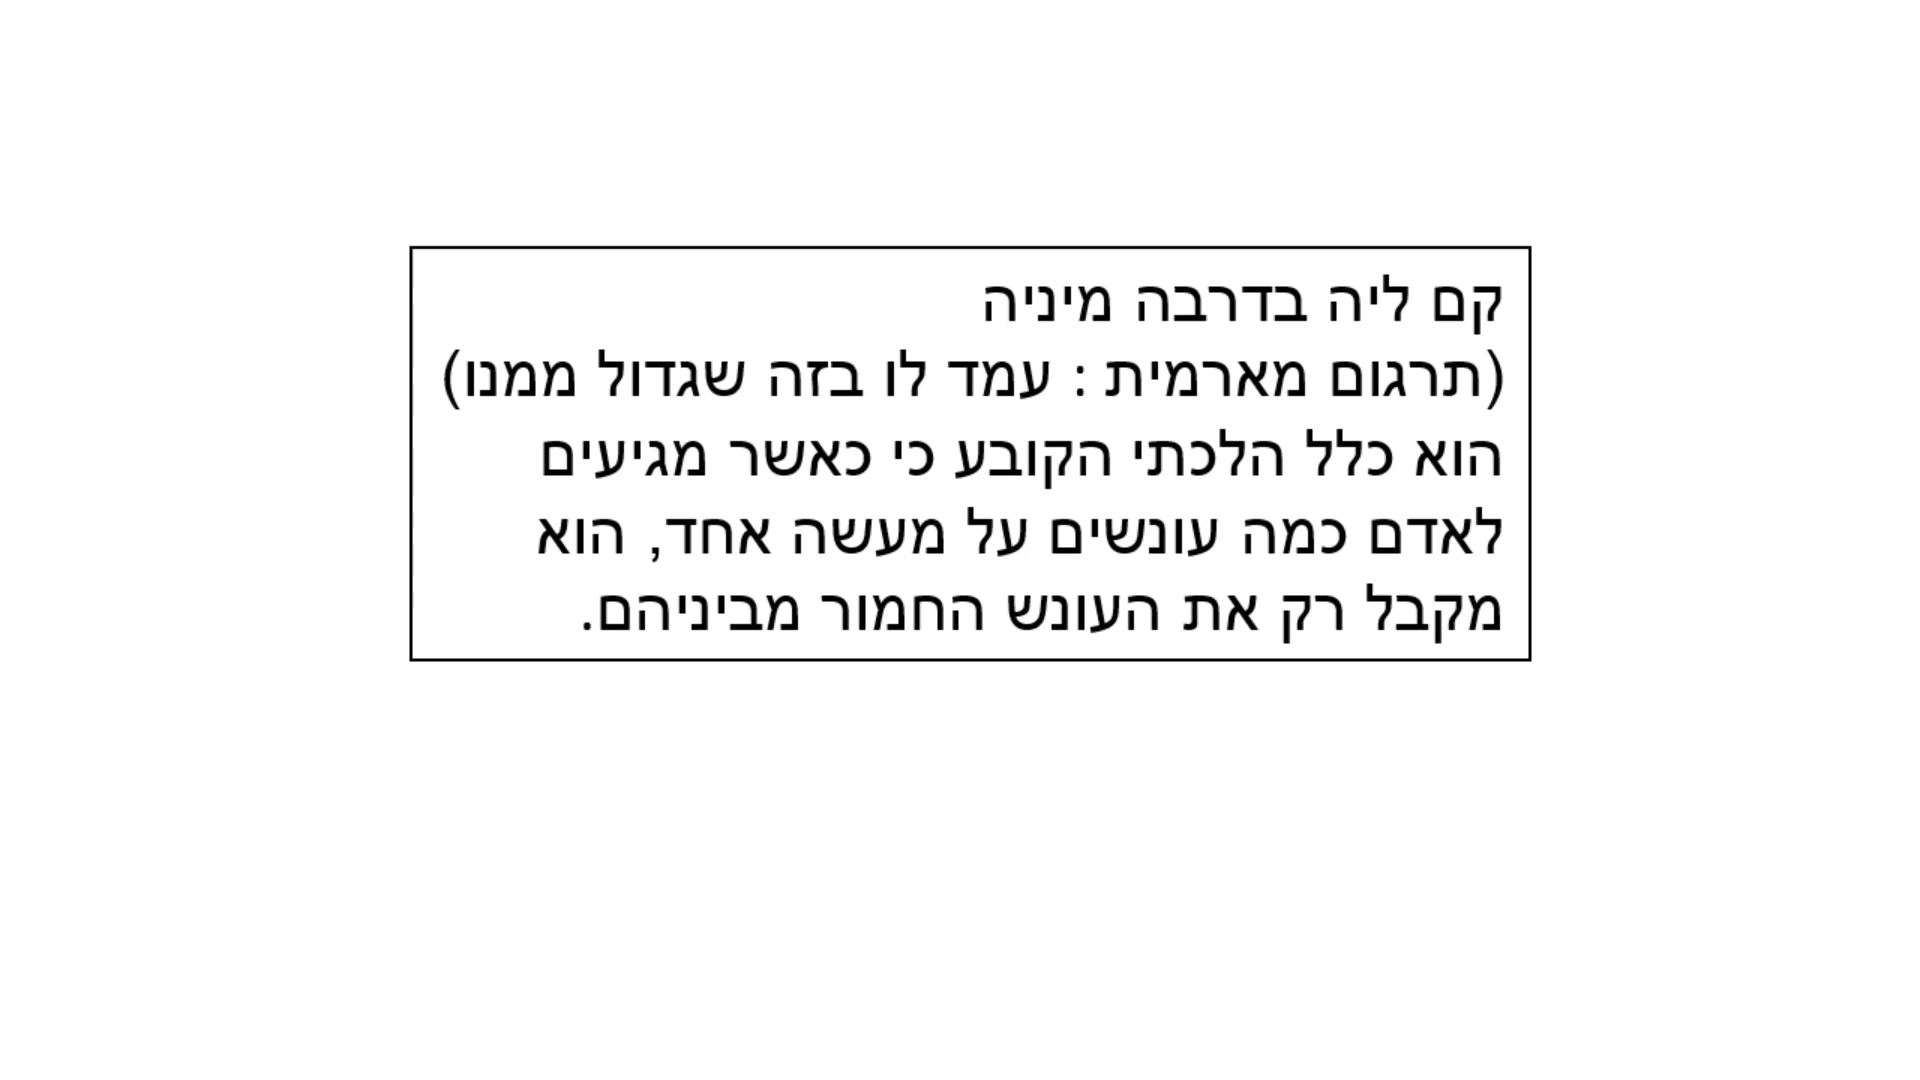 קם ליה בדרבה מיניה
(תרגום מארמית : עמד לו בזה שגדול ממנו)
הוא כלל הלכתי הקובע כי כאשר מגיעים
לאדם כמה עונשים על מעשה אחד, הוא
מקבל רק את העונש החמור מביניהם.